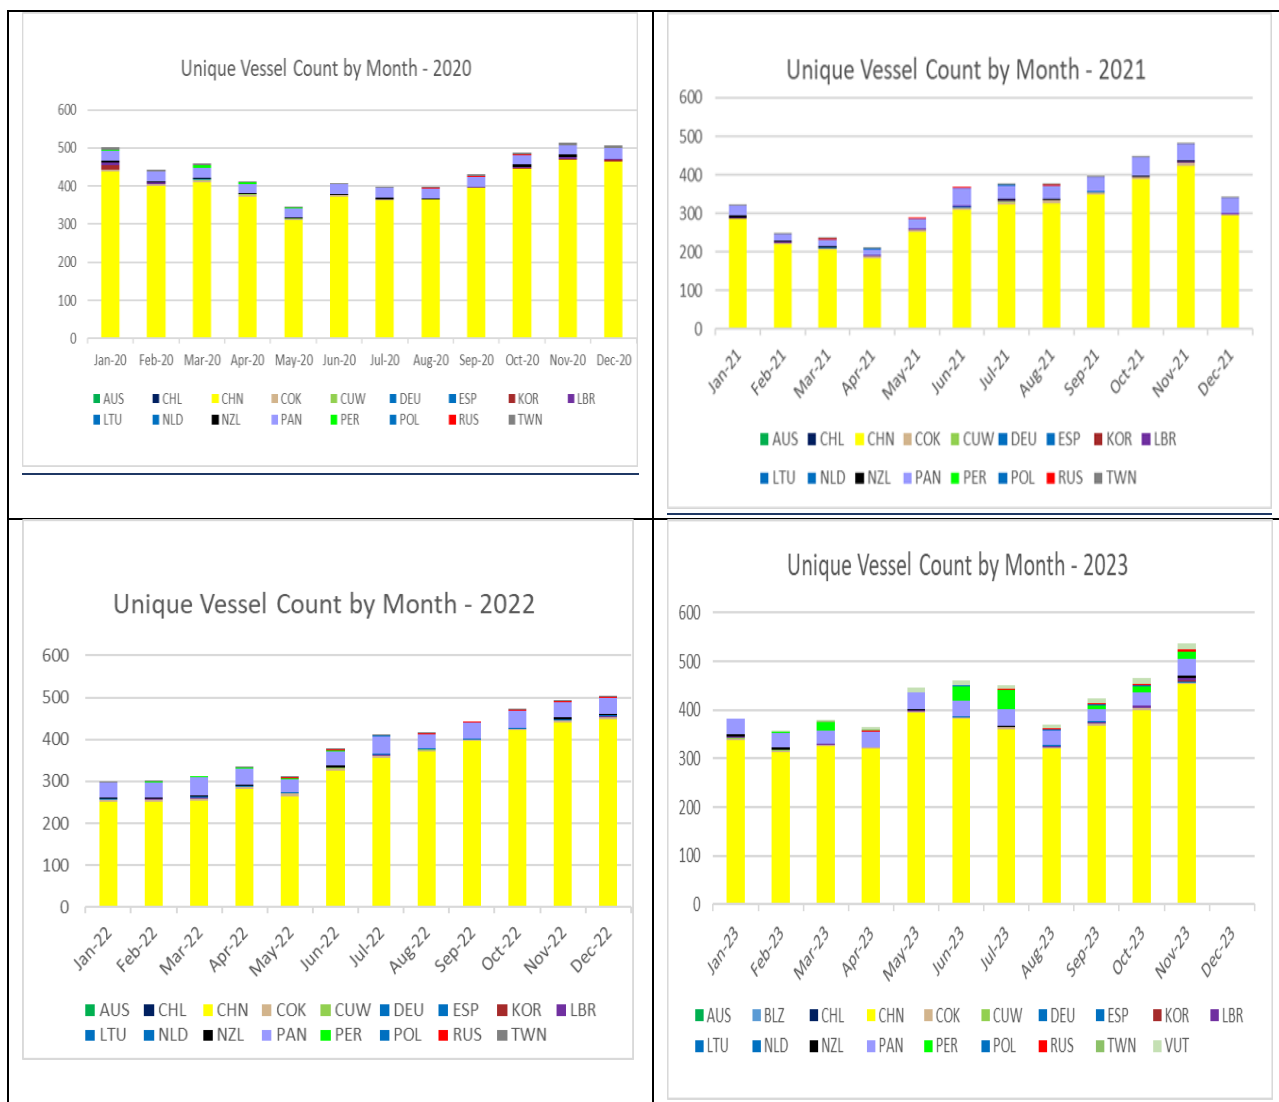 Unique Vessel Count by Month - 2020
600
500
400
300
200
100
0
Jan-20 Feb-20 Mar-20 Apr-20 May-20 Jun-20 Jul-20 Aug-20 Sep-20 Oct-20 Nov-20 Dec-20
AUS CHL CHN COK CUW DEU ESP KOR LBR
LTU NLD NZL PAN PER POL RUS TWN
Unique Vessel Count by Month - 2021
600
500
400
300
200
100
0
Jan-21 Feb-21 Mar-21 Apr-21 May-21 Jun-21 Jul-21 Aug-21 Sep-21 Oct-21 Nov-21 Dec-21
AUS CHL CHN COK CUW DEU ESP KOR LBR
LTU NLD NZL PAN PER POL RUS TWN
Unique Vessel Count by Month - 2022
600
500
400
300
200
100
0
Jan-22 Feb-22 Mar-22 Apr-22 May-22 Jun-22 Jul-22 Aug-22 Sep-22 Oct-22 Nov-22 Dec-22
AUS CHL CHN COK CUW DEU ESP KOR LBR
LTU NLD NZL PAN PER POL RUS TWN
Unique Vessel Count by Month - 2023
600
500
400
300
200
100
0
Jan-23 Feb-23 Mar-23 Apr-23 May-23 Jun-23 Jul-23 Aug-23 Sep-23 Oct-23 Nov-23 Dec-23
AUS BLZ CHL CHN COK CUW DEU ESP KOR LBR
LTU NLD NZL PAN PER POL RUS TWN VUT